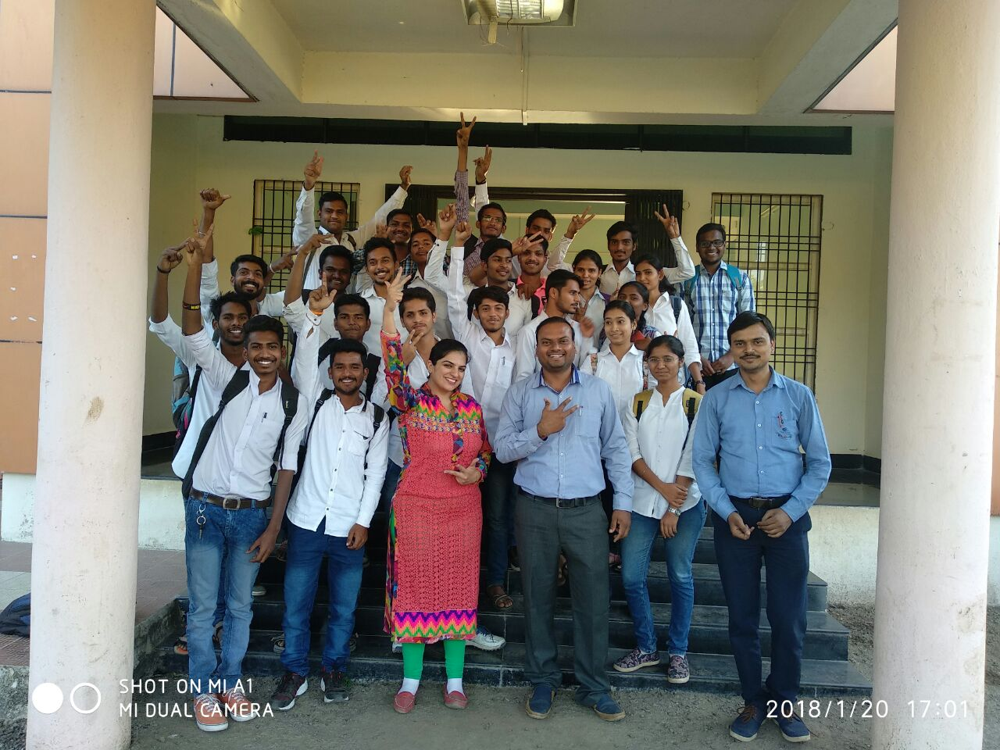 SHOT ON MI A1
MI DUAL CAMERA
2018/1/20 17:01